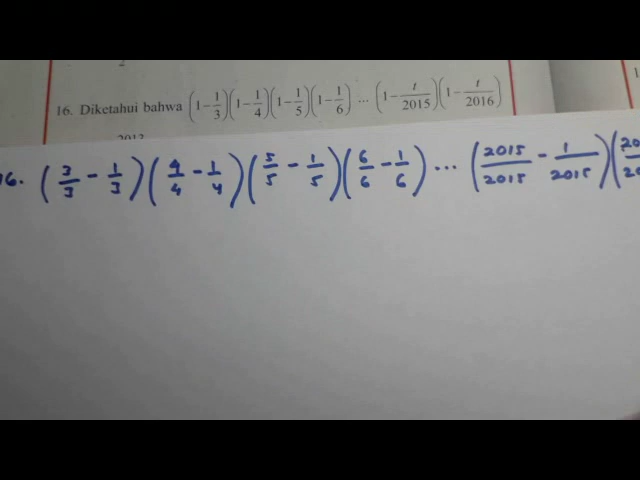 2
16. Diketahui bahwa (1 - 1/3)(1 - 1/4)(1 - 1/5)(1 - 1/6) ... (1 - t/2015)(1 - t/2016)
16. (3/3 - 1/3)(4/4 - 1/4)(5/5 - 1/5)(6/6 - 1/6) ... (2015/2015 - 1/2015)(